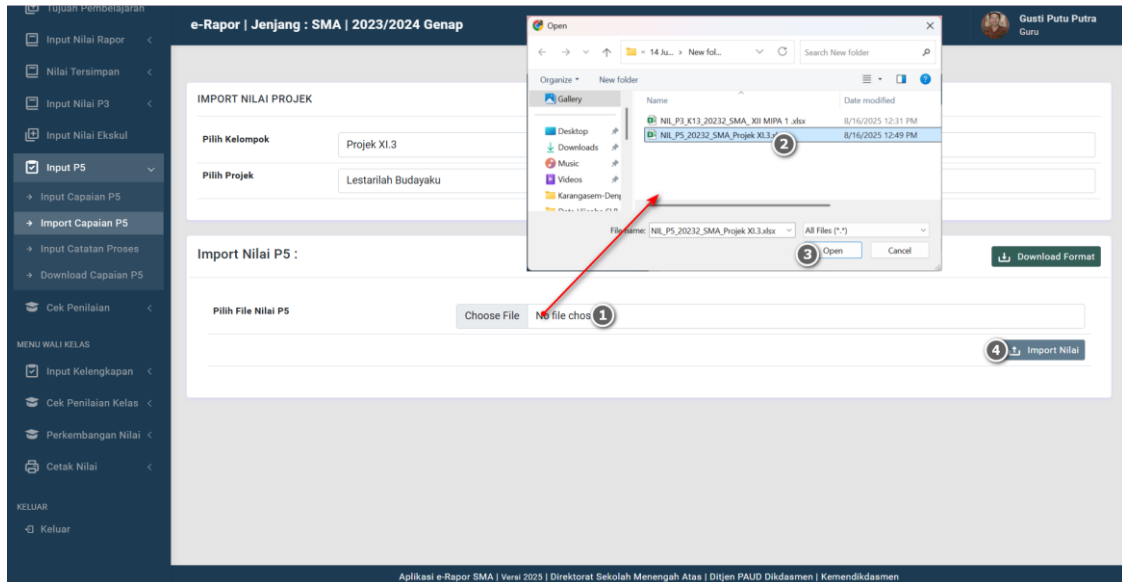 Tujuan Pembelajaran
Input Nilai Rapor
Nilai Tersimpan
Input Nilai P3
Input Nilai Ekskul
Input P5
Input Capaian P5
Import Capaian P5
Input Catatan Proses
Download Capaian P5
Cek Penilaian
MENU WALI KELAS
Input Kelengkapan
Cek Penilaian Kelas
Perkembangan Nilai
Cetak Nilai
KELUAR
Keluar
e-Rapor | Jenjang : SMA | 2023/2024 Genap
Gusti Putu Putra
Guru
IMPORT NILAI PROJEK
Pilih Kelompok
Projek XI.3
Pilih Projek
Lestarilah Budayaku
Import Nilai P5 :
Download Format
Pilih File Nilai P5
Choose File
No file chos
1
4
Import Nilai
Open
14 Ju... > New fol...
Search New folder
Organize
New folder
Gallery
Desktop
Downloads
Music
Videos
Karangasem-Denp
Name
Date modified
NIL_P3_K13_20232_SMA_ XII MIPA 1 .xlsx
8/16/2025 12:31 PM
NIL_P5_20232_SMA_Projek XI.3.x
8/16/2025 12:49 PM
2
File name:
NIL_P5_20232_SMA_Projek XI.3.xlsx
All Files (*.*)
3
Open
Cancel
Aplikasi e-Rapor SMA | Versi 2025 | Direktorat Sekolah Menengah Atas | Ditjen PAUD Dikdasmen | Kemendikdasmen